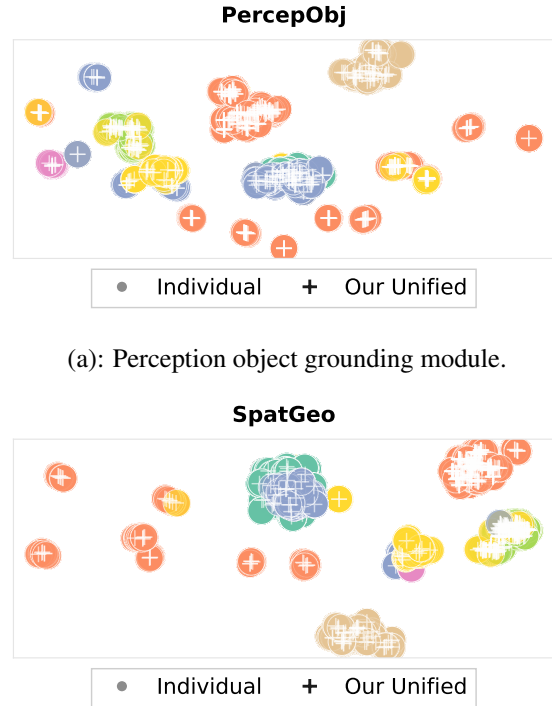 PercepObj
Individual + Our Unified
(a): Perception object grounding module.
SpatGeo
Individual + Our Unified